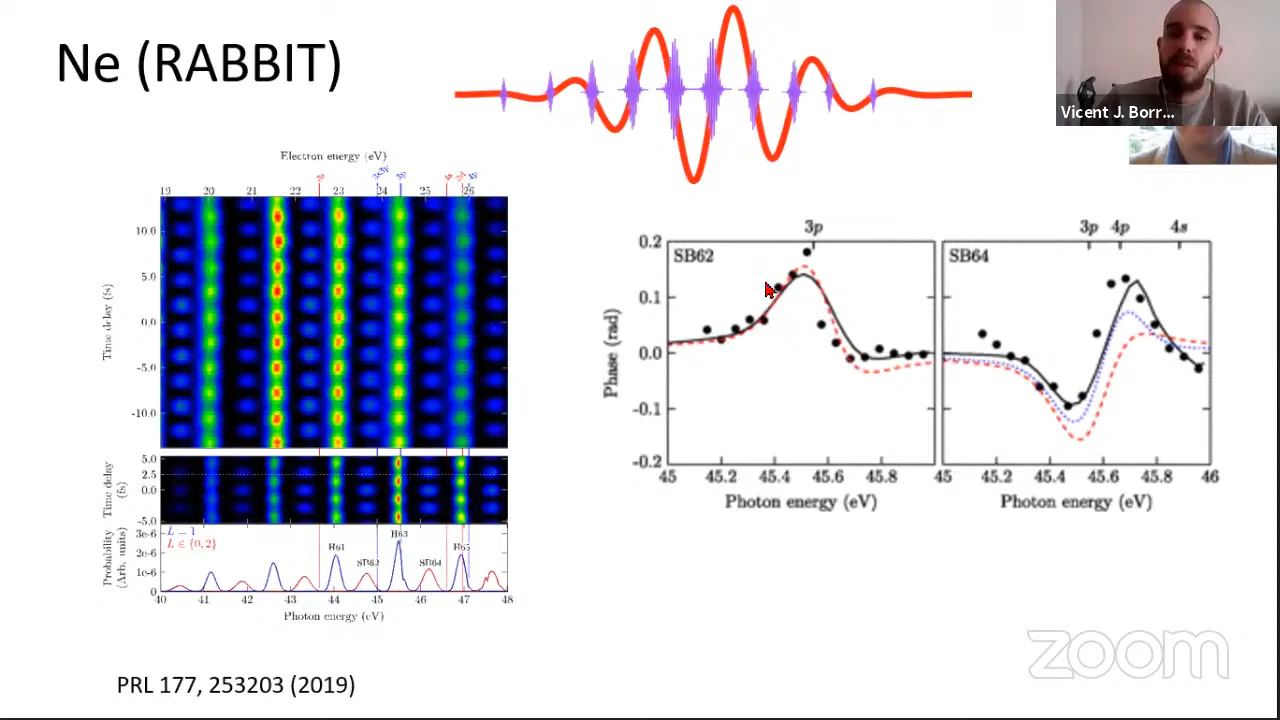 Ne (RABBIT)
Vicent J. Borr...
Electron energy (eV)
19 20 21 22 23 24 25 26
10.0
5.0
0.0
-5.0
-10.0
Time delay (fs)
5.0
2.5
0.0
-5.0
Time delay
(fs)
Probability
(Arb. units)
3e-6
2e-6
1e-6
0
L = 1
L ∈ {0, 2}
H61
SB62
H63
SB64
H65
40 41 42 43 44 45 46 47 48
Photon energy (eV)
3p
3p 4p 4s
SB62
SB64
0.2
0.1
0.0
-0.1
-0.2
Phase (rad)
45 45.2 45.4 45.6 45.8 45 45.2 45.4 45.6 45.8 46
Photon energy (eV) Photon energy (eV)
zoom
PRL 177, 253203 (2019)